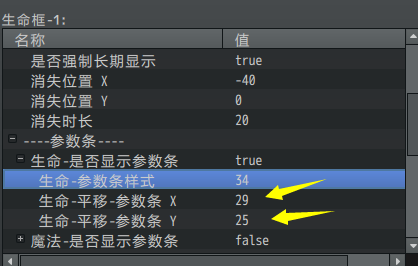 生命框-1:
名称 值
是否强制长期显示 true
消失位置 X -40
消失位置 Y 0
消失时长 20
----参数条----
生命-是否显示参数条 true
生命-参数条样式 34
生命-平移-参数条 X 29
生命-平移-参数条 Y 25
魔法-是否显示参数条 false